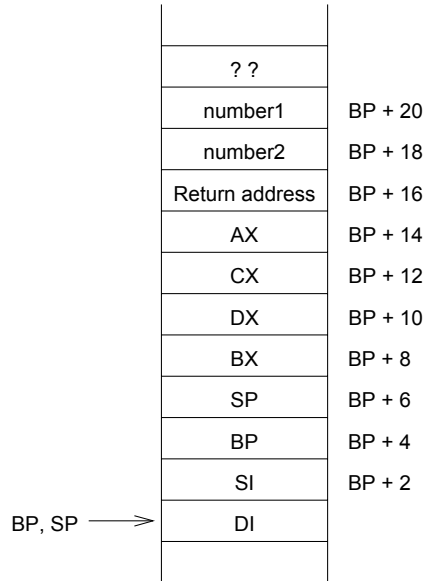 ? ?
number1 BP + 20
number2 BP + 18
Return address BP + 16
AX BP + 14
CX BP + 12
DX BP + 10
BX BP + 8
SP BP + 6
BP BP + 4
SI BP + 2
BP, SP DI